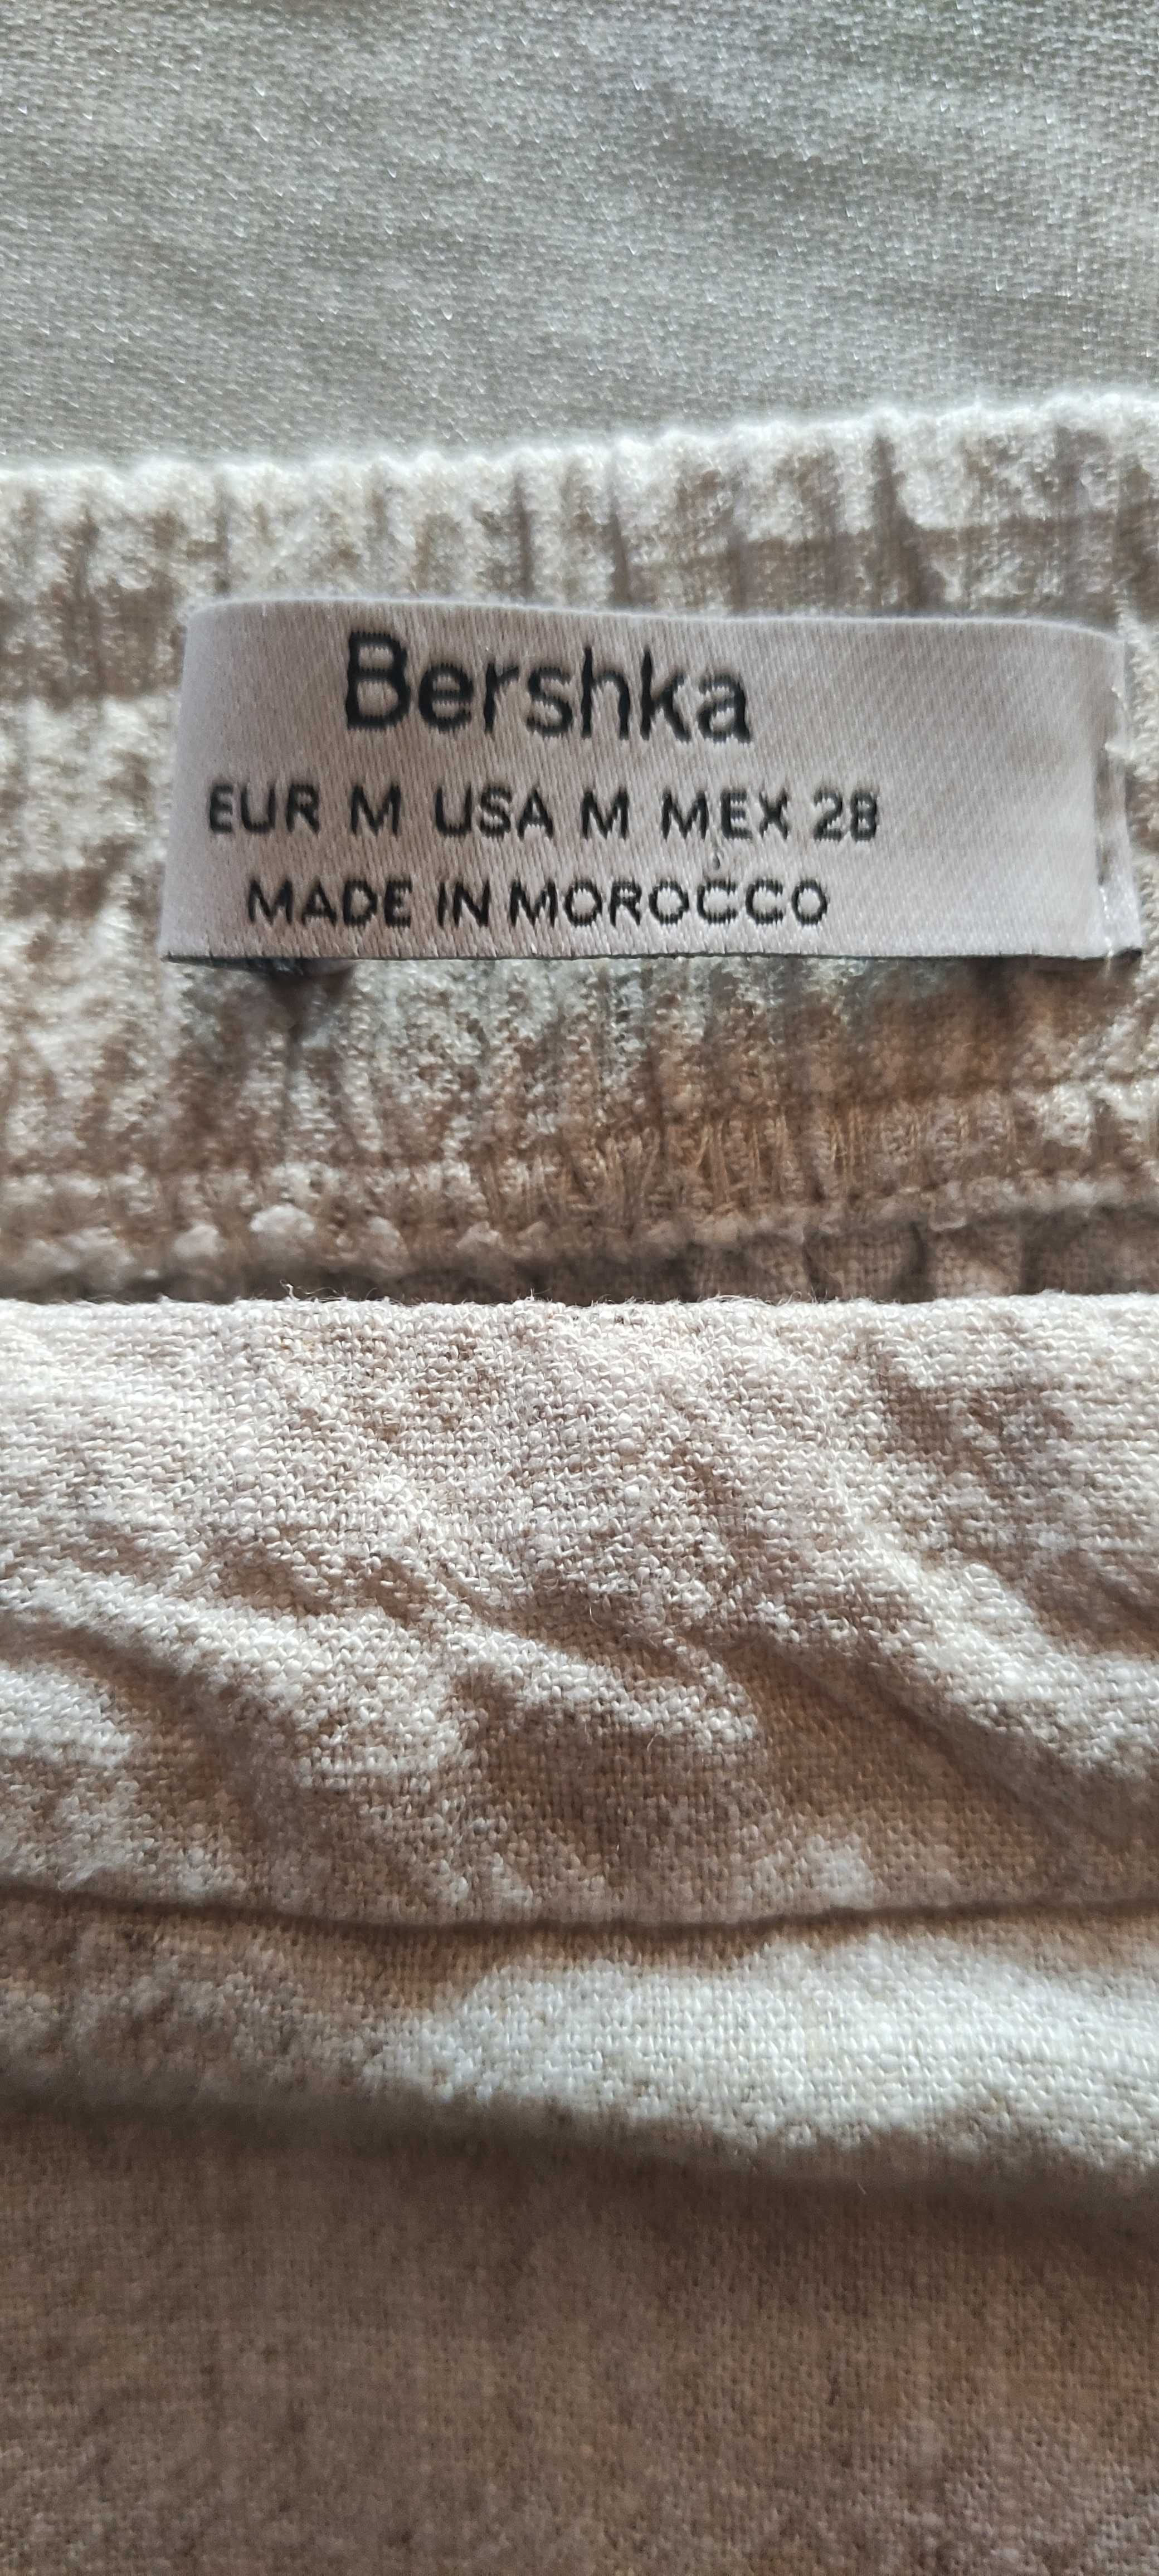 Bershka
EUR M USA M MEX 28
MADE IN MOROCCO